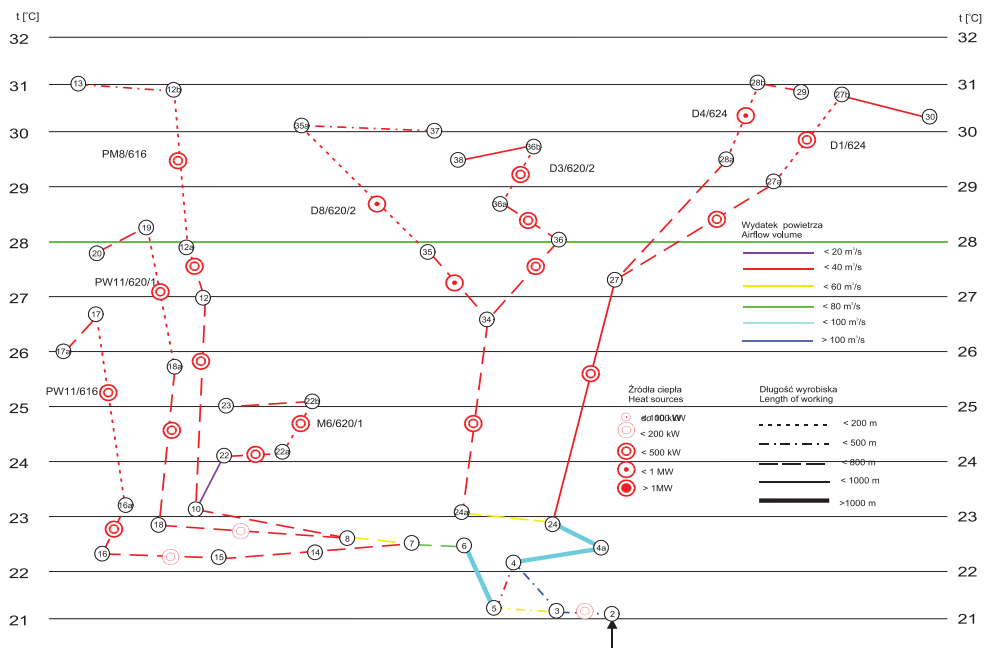 t [°C]
t [°C]
32
32
31
13
12b
28b
29
27b
31
D4/624
30
35a
37
30
30
36b
D1/624
PM8/616
38
28a
D3/620/2
29
27a
29
36a
D8/620/2
19
Wydatek powietrza
Airflow volume
28
20
12a
35
36
28
< 20 m³/s
< 40 m³/s
PW11/620/1
27
< 60 m³/s
27
12
27
17
34
< 80 m³/s
< 100 m³/s
26
17a
18a
> 100 m³/s
26
PW11/616
Źródła ciepła
Heat sources
Długość wyrobiska
Length of working
25
23
22b
25
< 200 m
M6/620/1
< 200 kW
< 500 m
< 500 kW
24
22
22a
< 800 m
24
< 1 MW
< 1000 m
> 1MW
>1000 m
16a
10
24a
23
18
24
23
8
7
6
4a
16
15
14
4
22
22
5
3
2
21
21